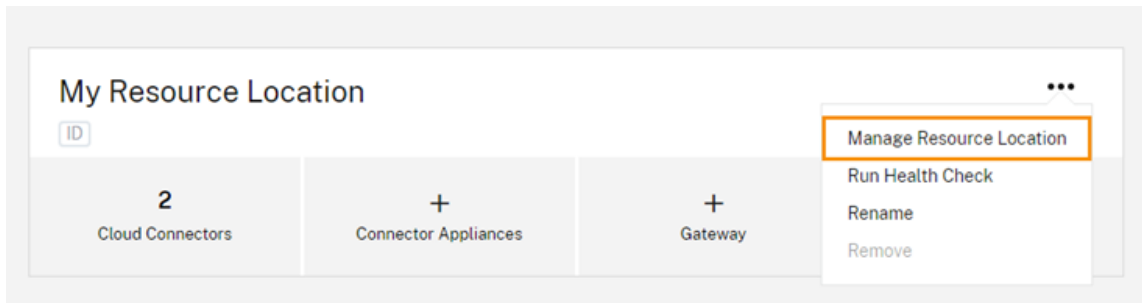 My Resource Location
•••
ID
Manage Resource Location
Run Health Check
Rename
Remove
2
Cloud Connectors
+
Connector Appliances
+
Gateway